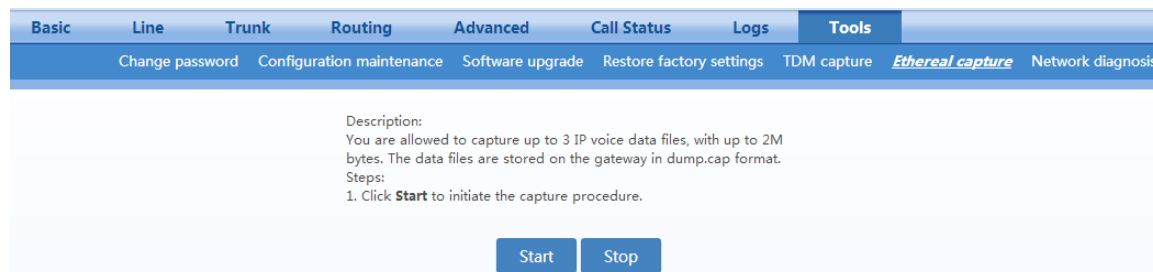 Basic Line Trunk Routing Advanced Call Status Logs Tools
Change password Configuration maintenance Software upgrade Restore factory settings TDM capture Ethereal capture Network diagnosis
Description:
You are allowed to capture up to 3 IP voice data files, with up to 2M
bytes. The data files are stored on the gateway in dump.cap format.
Steps:
1. Click Start to initiate the capture procedure.
Start Stop